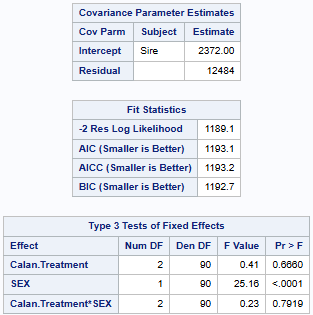 Covariance Parameter Estimates
Cov Parm Subject Estimate
Intercept Sire 2372.00
Residual 12484
Fit Statistics
-2 Res Log Likelihood 1189.1
AIC (Smaller is Better) 1193.1
AICC (Smaller is Better) 1193.2
BIC (Smaller is Better) 1192.7
Type 3 Tests of Fixed Effects
Effect Num DF Den DF F Value Pr > F
Calan.Treatment 2 90 0.41 0.6660
SEX 1 90 25.16 <.0001
Calan.Treatment*SEX 2 90 0.23 0.7919